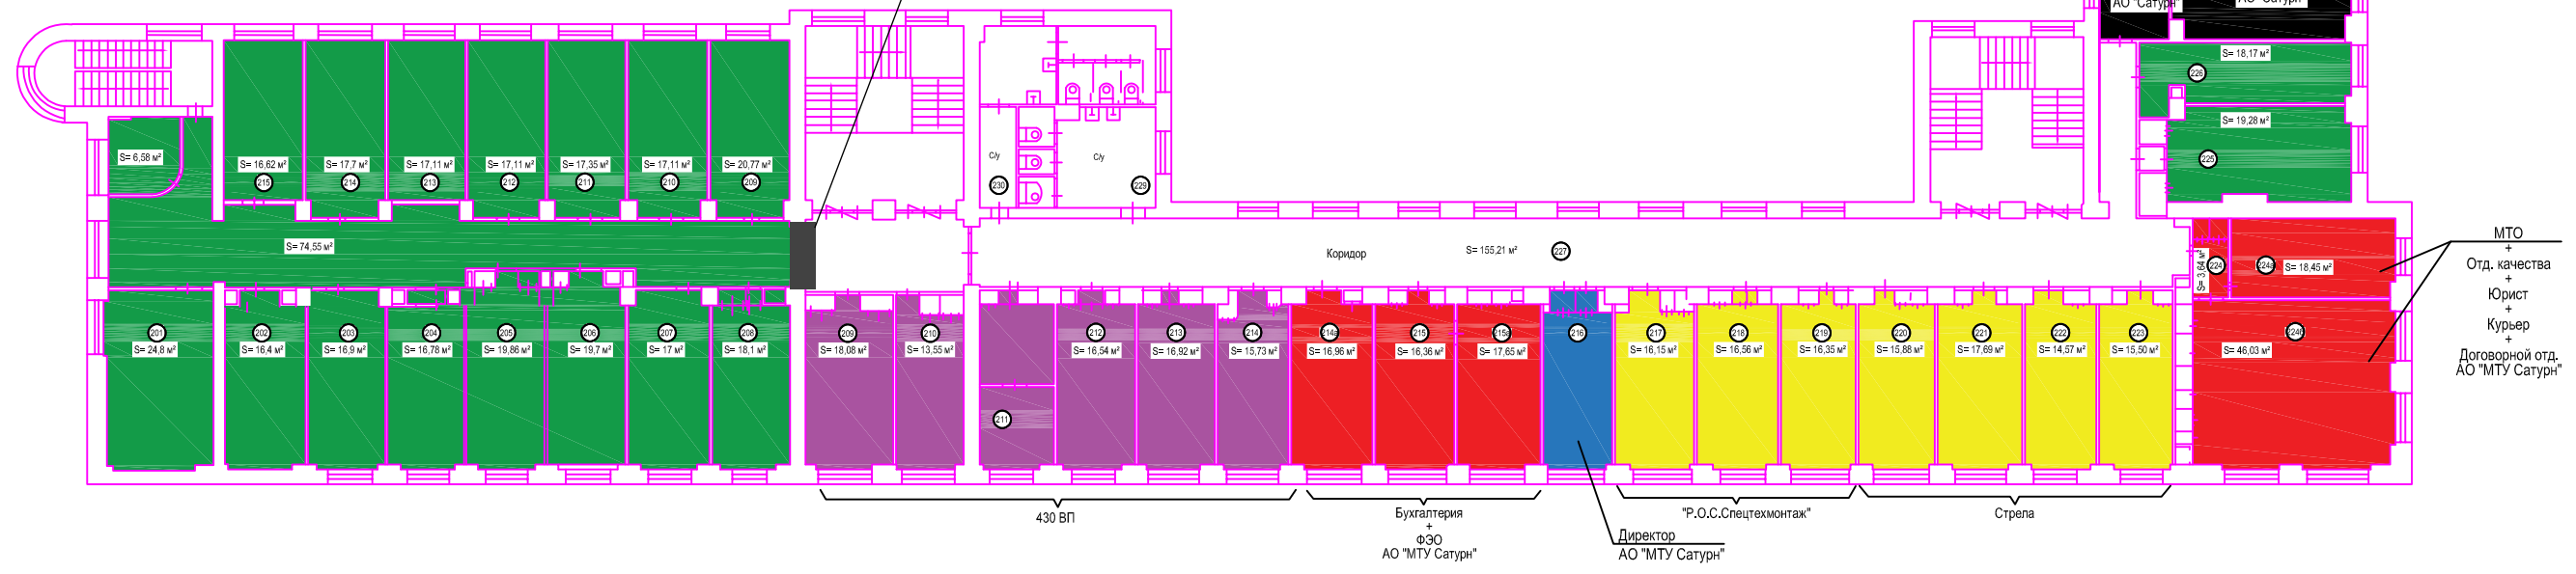 АО "Сатурн"
АО "Сатурн"
S= 18,17 м²
226
S= 19,28 м²
225
S= 6,58 м²
S= 16,62 м²
215
S= 17,7 м²
214
S= 17,11 м²
213
S= 17,11 м²
212
S= 17,35 м²
211
S= 17,11 м²
210
S= 20,77 м²
209
С/у
230
С/у
229
S= 74,55 м²
Коридор
S= 155,21 м²
227
S= 3,64 м²
224
224а
S= 18,45 м²
МТО
+
Отд. качества
+
Юрист
+
Курьер
+
Договорной отд.
АО "МТУ Сатурн"
201
S= 24,8 м²
202
S= 16,4 м²
203
S= 16,9 м²
204
S= 16,78 м²
205
S= 19,86 м²
206
S= 19,7 м²
207
S= 17 м²
208
S= 18,1 м²
209
S= 18,08 м²
210
S= 13,55 м²
211
212
S= 16,54 м²
213
S= 16,92 м²
214
S= 15,73 м²
214а
S= 16,96 м²
215
S= 16,36 м²
215а
S= 17,65 м²
216
217
S= 16,15 м²
218
S= 16,56 м²
219
S= 16,35 м²
220
S= 15,88 м²
221
S= 17,69 м²
222
S= 14,57 м²
223
S= 15,50 м²
224б
S= 46,03 м²
430 ВП
Бухгалтерия
+
ФЭО
АО "МТУ Сатурн"
Директор
АО "МТУ Сатурн"
"Р.О.С.Спецтехмонтаж"
Стрела